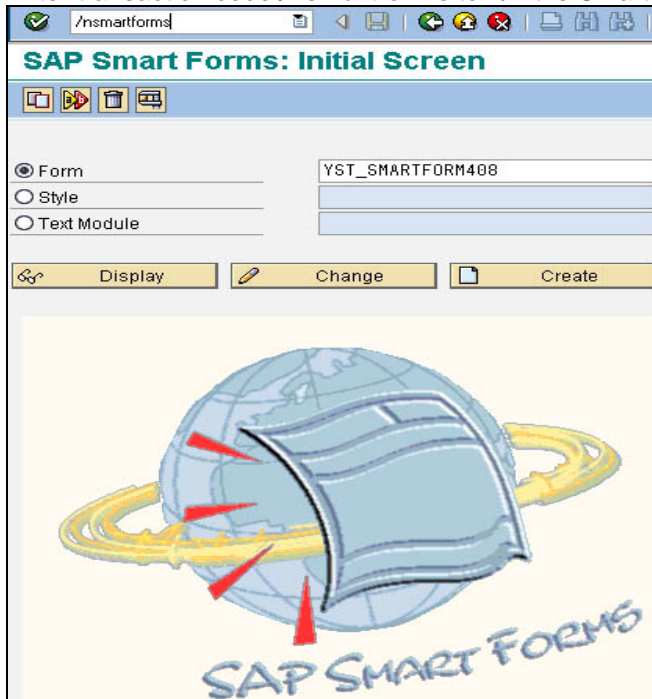 /nsmartforms
SAP Smart Forms: Initial Screen
Form YST_SMARTFORM408
Style
Text Module
Display Change Create
SAP SMART FORMS